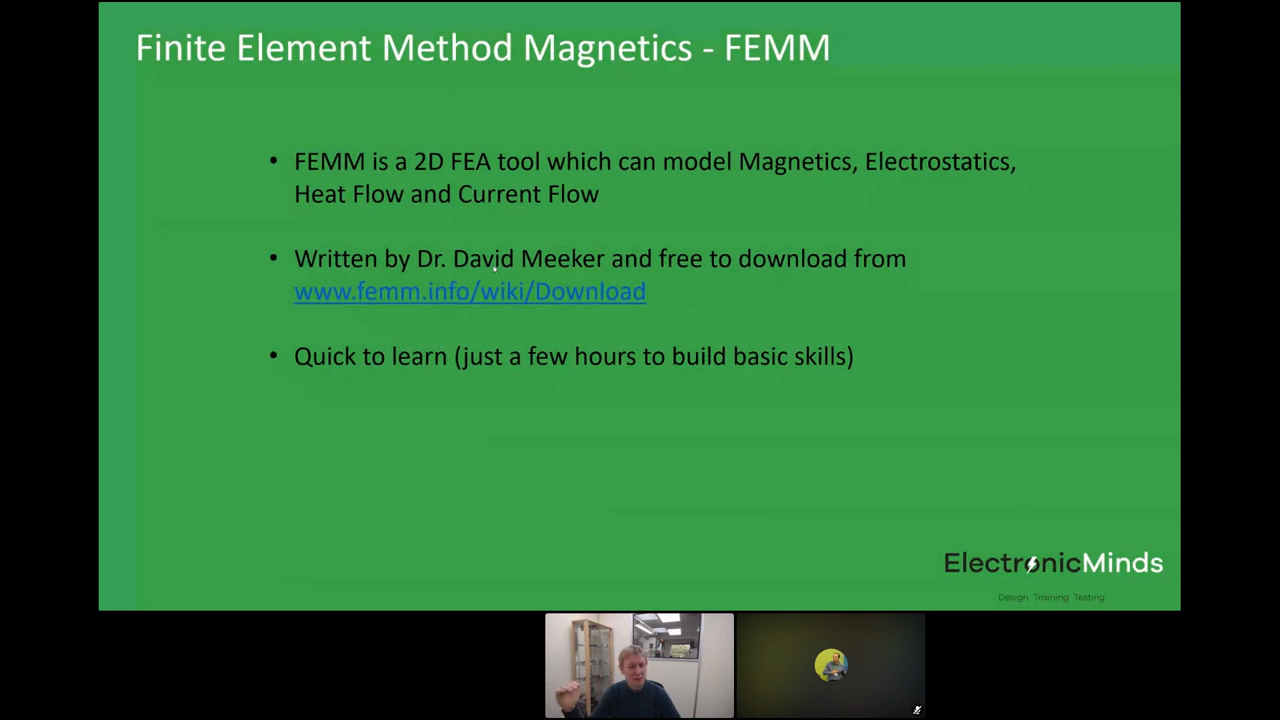 Finite Element Method Magnetics - FEMM
• FEMM is a 2D FEA tool which can model Magnetics, Electrostatics,
Heat Flow and Current Flow
• Written by Dr. David Meeker and free to download from
www.femm.info/wiki/Download
• Quick to learn (just a few hours to build basic skills)
ElectronicMinds
Design Training Testing